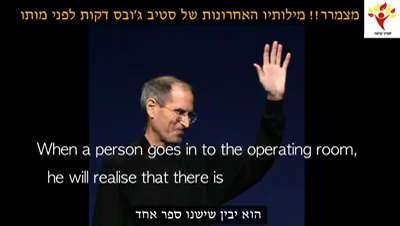 מצמרר!! מילותיו האחרונות של סטיב ג'ובס דקות לפני מותו
When a person goes in to the operating room,
he will realise that there is
הוא יבין שישנו ספר אחד